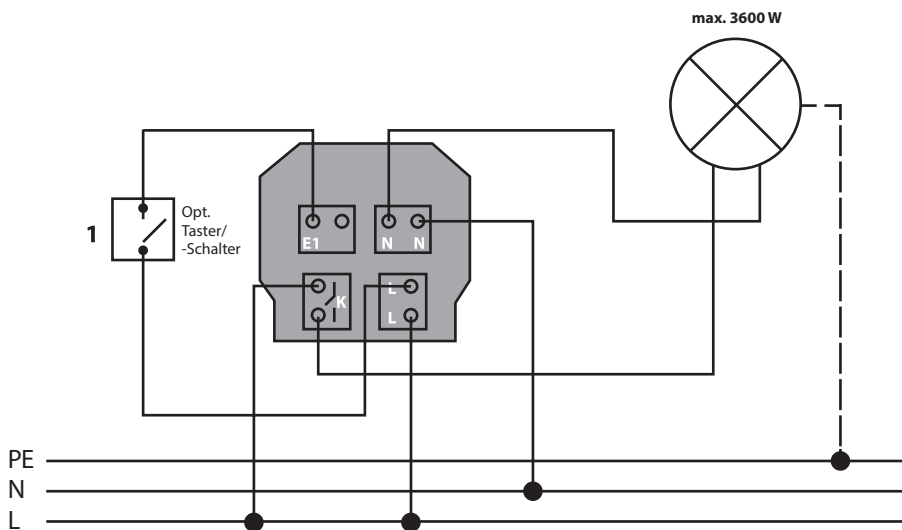 max. 3600 W
1
Opt.
Taster/
-Schalter
E1
N N
K
L
L
PE
N
L